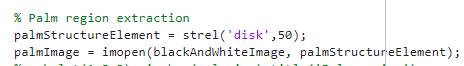 % Palm region extraction
palmStructureElement = strel('disk',50);
palmImage = imopen(blackAndWhiteImage, palmStructureElement);